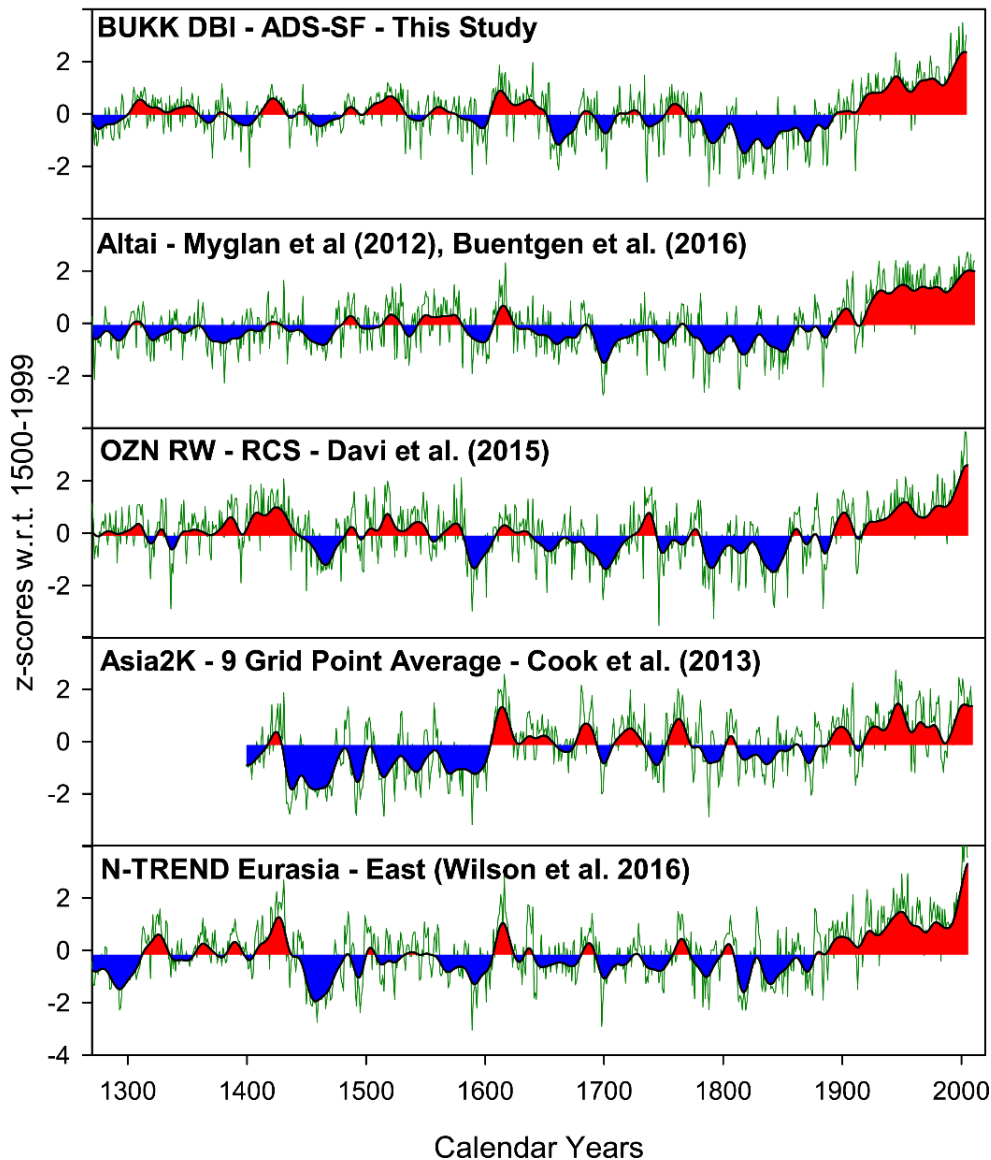 BUKK DBI - ADS-SF - This Study
2
0
-2
Altai - Myglan et al (2012), Buentgen et al. (2016)
2
0
-2
OZN RW - RCS - Davi et al. (2015)
2
0
-2
z-scores w.r.t. 1500-1999
Asia2K - 9 Grid Point Average - Cook et al. (2013)
2
0
-2
N-TREND Eurasia - East (Wilson et al. 2016)
2
0
-2
-4
1300 1400 1500 1600 1700 1800 1900 2000
Calendar Years